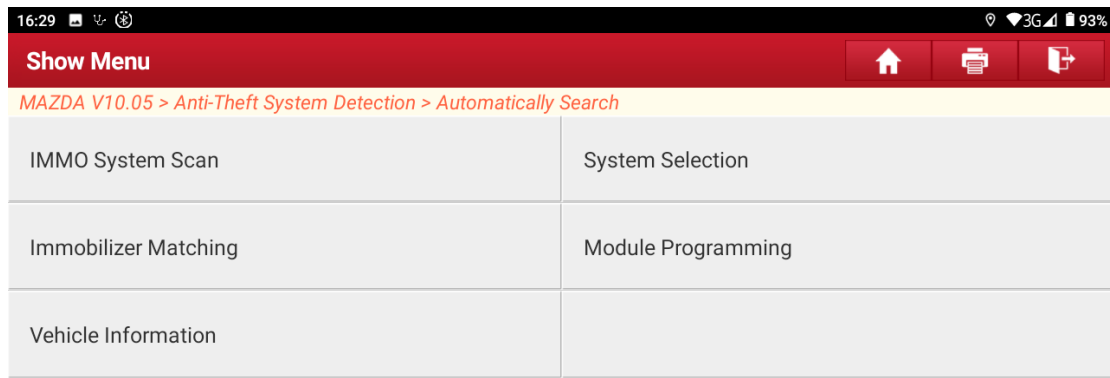 16:29 3G 93%
Show Menu
MAZDA V10.05 > Anti-Theft System Detection > Automatically Search
IMMO System Scan
System Selection
Immobilizer Matching
Module Programming
Vehicle Information